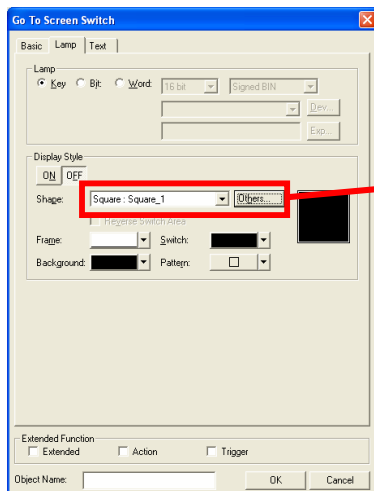 Go To Screen Switch
Basic Lamp Text
Lamp
Key Bit Word: 16 bit Signed BIN
Dev...
Exp...
Display Style
ON OFF
Shape: Square : Square_1 Others...
Reverse Switch Area
Frame: Switch:
Background: Pattern:
Extended Function
Extended Action Trigger
Object Name: OK Cancel